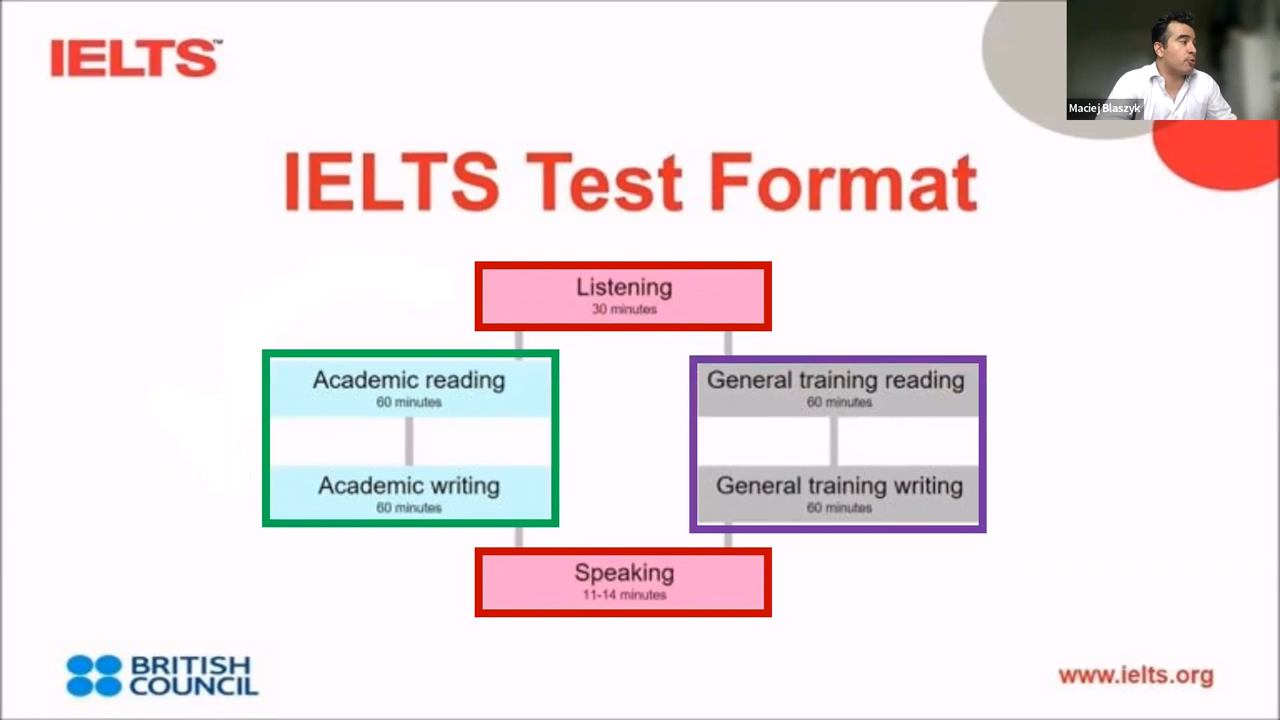 IELTS™
Maciej Blaszyk
IELTS Test Format
Listening
30 minutes
Academic reading
60 minutes
General training reading
60 minutes
Academic writing
60 minutes
General training writing
60 minutes
Speaking
11-14 minutes
BRITISH
COUNCIL
www.ielts.org